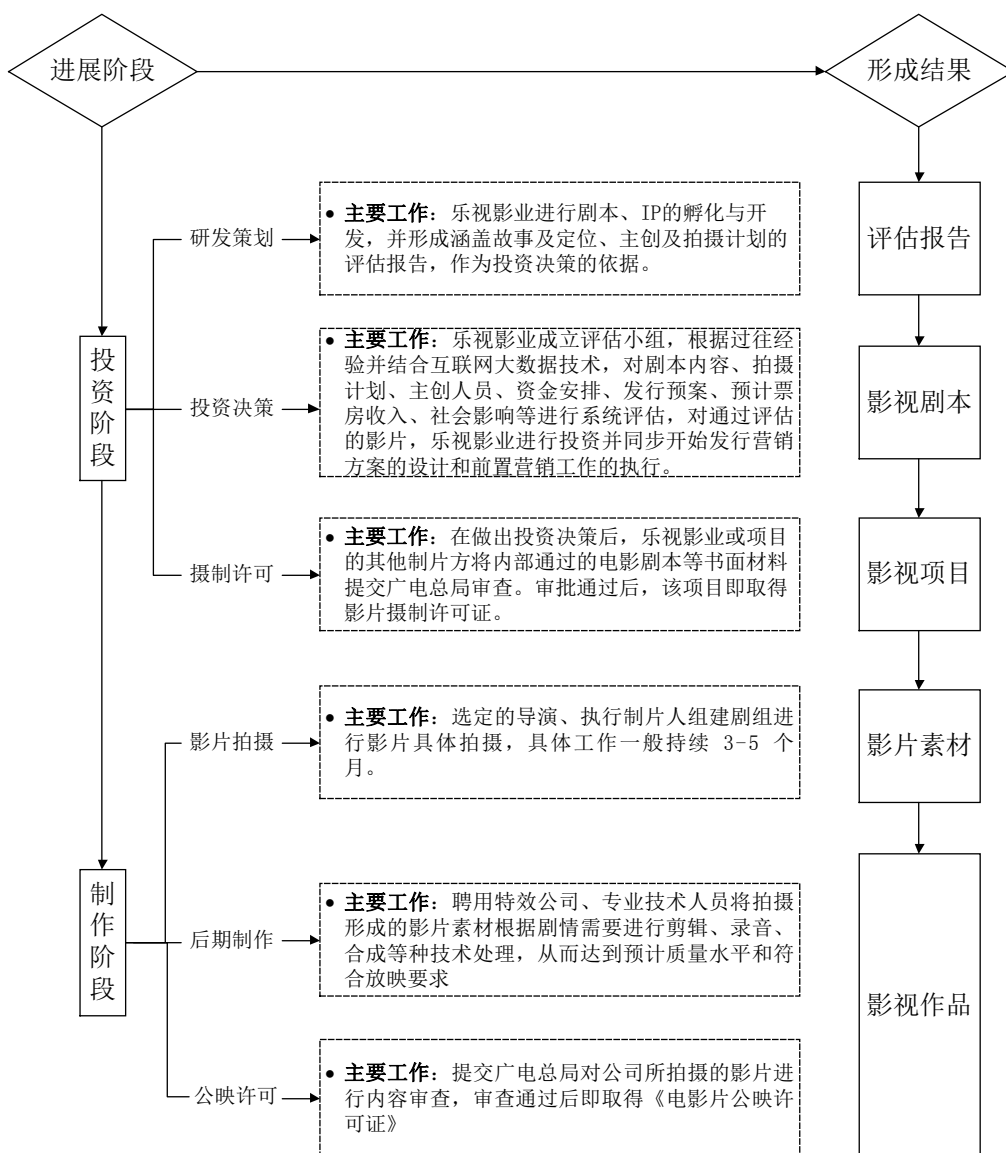 进展阶段
形成结果
研发策划
• 主要工作：乐视影业进行剧本、IP的孵化与开
发，并形成涵盖故事及定位、主创及拍摄计划的
评估报告，作为投资决策的依据。
评估报告
投资阶段
投资决策
• 主要工作：乐视影业成立评估小组，根据过往经
验并结合互联网大数据技术，对剧本内容、拍摄
计划、主创人员、资金安排、发行预案、预计票
房收入、社会影响等进行系统评估，对通过评估
的影片，乐视影业进行投资并同步开始发行营销
方案的设计和前置营销工作的执行。
影视剧本
摄制许可
• 主要工作：在做出投资决策后，乐视影业或项目
的其他制片方将内部通过的电影剧本等书面材料
提交广电总局审查。审批通过后，该项目即取得
影片摄制许可证。
影视项目
影片拍摄
• 主要工作：选定的导演、执行制片人组建剧组进
行影片具体拍摄，具体工作一般持续 3-5 个
月。
影片素材
制作阶段
后期制作
• 主要工作：聘用特效公司、专业技术人员将拍摄
形成的影片素材根据剧情需要进行剪辑、录音、
合成等种技术处理，从而达到预计质量水平和符
合放映要求
影视作品
公映许可
• 主要工作：提交广电总局对公司所拍摄的影片进
行内容审查，审查通过后即取得《电影片公映许
可证》